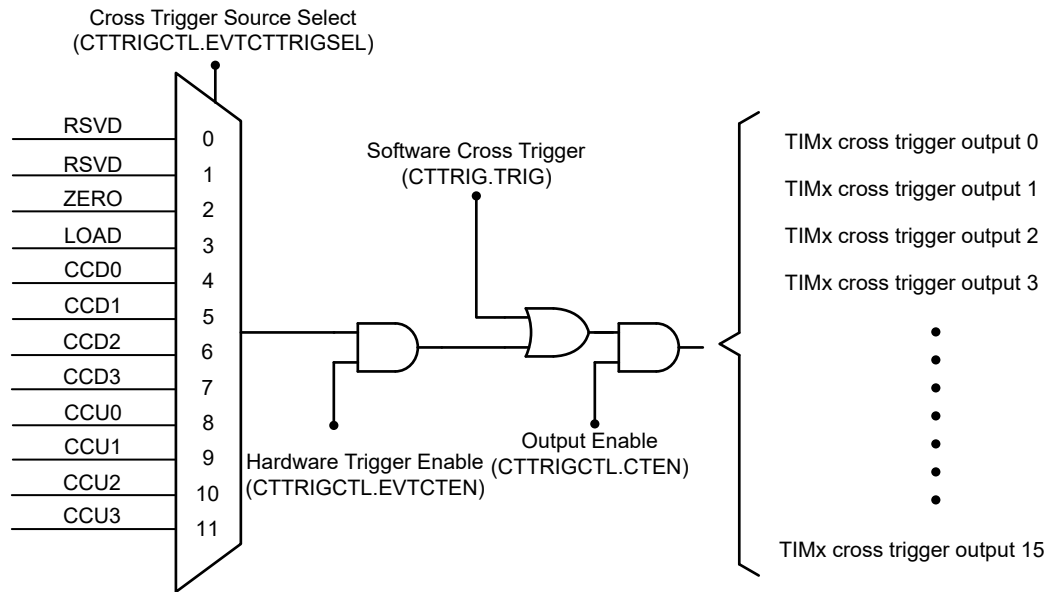 Cross Trigger Source Select
(CTTRIGCTL.EVTCTTRIGSEL)
RSVD
0
RSVD
1
ZERO
2
LOAD
3
CCD0
4
CCD1
5
CCD2
6
CCD3
7
CCU0
8
CCU1
9
CCU2
10
CCU3
11
Software Cross Trigger
(CTTRIG.TRIG)
Hardware Trigger Enable
(CTTRIGCTL.EVTCTEN)
Output Enable
(CTTRIGCTL.CTEN)
TIMx cross trigger output 0
TIMx cross trigger output 1
TIMx cross trigger output 2
TIMx cross trigger output 3
TIMx cross trigger output 15